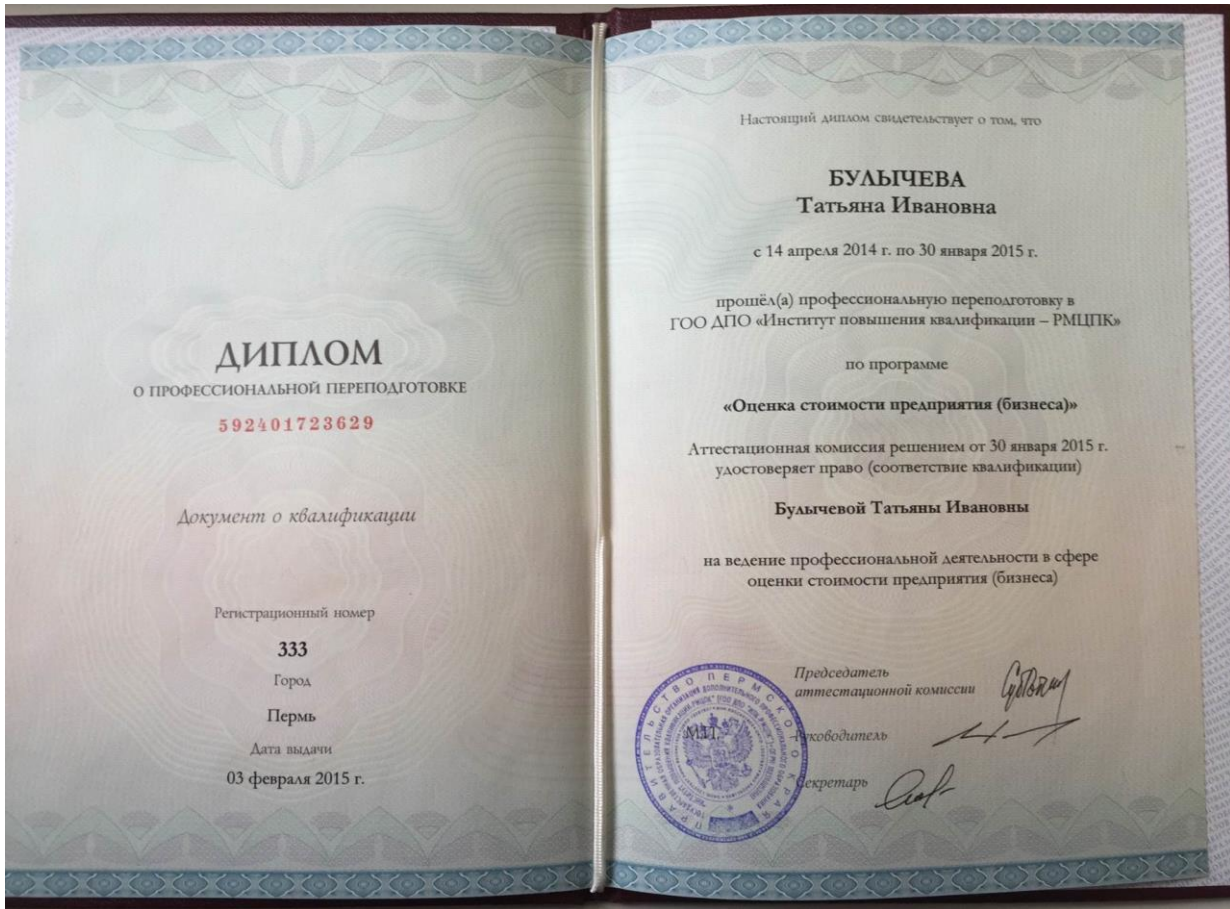 ДИПЛОМ
О ПРОФЕССИОНАЛЬНОЙ ПЕРЕПОДГОТОВКЕ
592401723629
Документ о квалификации
Регистрационный номер
333
Город
Пермь
Дата выдачи
03 февраля 2015 г.
Настоящий диплом свидетельствует о том, что
БУЛЫЧЕВА
Татьяна Ивановна
с 14 апреля 2014 г. по 30 января 2015 г.
прошёл(а) профессиональную переподготовку в
ГОО ДПО «Институт повышения квалификации – РМЦПК»
по программе
«Оценка стоимости предприятия (бизнеса)»
Аттестационная комиссия решением от 30 января 2015 г.
удостоверяет право (соответствие квалификации)
Булычевой Татьяны Ивановны
на ведение профессиональной деятельности в сфере
оценки стоимости предприятия (бизнеса)
Председатель
аттестационной комиссии
М.П.
Руководитель
Секретарь
ПРАВИТЕЛЬСТВО ПЕРМСКОГО КРАЯ